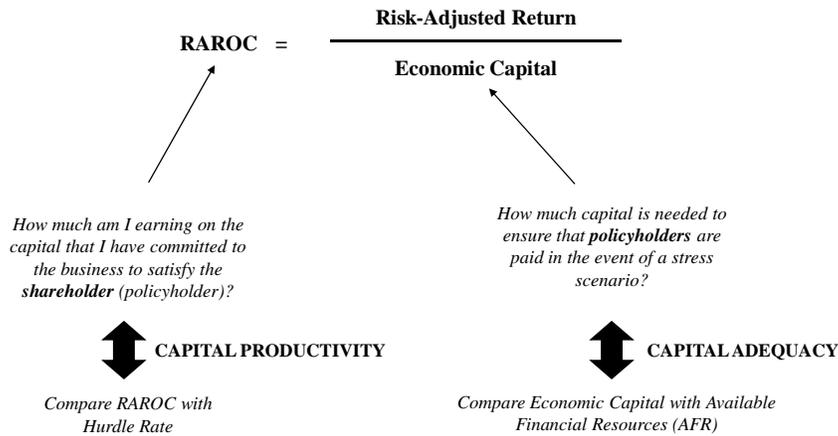 Risk-Adjusted Return
RAROC =
Economic Capital
How much am I earning on the
capital that I have committed to
the business to satisfy the
shareholder (policyholder)?
How much capital is needed to
ensure that policyholders are
paid in the event of a stress
scenario?
CAPITAL PRODUCTIVITY
CAPITAL ADEQUACY
Compare RAROC with
Hurdle Rate
Compare Economic Capital with Available
Financial Resources (AFR)